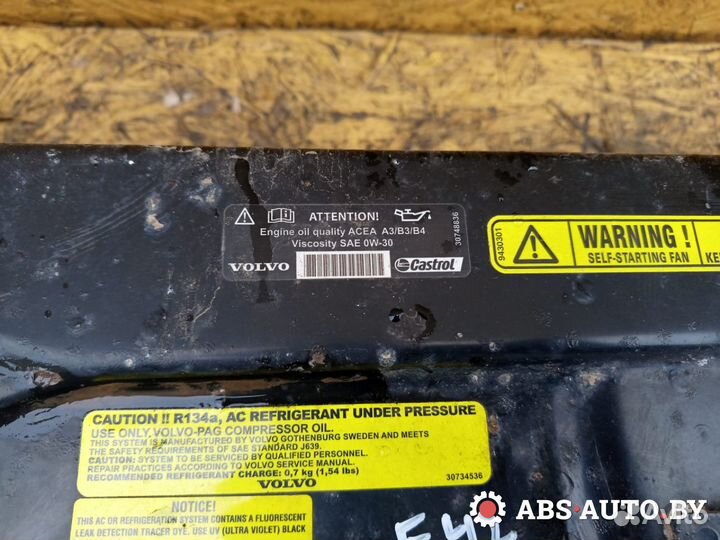 ATTENTION!
Engine oil quality ACEA A3/B3/B4
Viscosity SAE 0W-30
VOLVO
Castrol
30748836
9430301
WARNING !
SELF-STARTING FAN
CAUTION !! R134a, AC REFRIGERANT UNDER PRESSURE
USE ONLY, VOLVO-PAG COMPRESSOR OIL.
THIS SYSTEM IS MANUFACTURED BY VOLVO GOTHENBURG SWEDEN AND MEETS
THE SAFETY REQUIREMENTS OF SAE STANDARD J639.
CAUTION: SYSTEM TO BE SERVICED BY QUALIFIED PERSONNEL.
REPAIR PRACTICES ACCORDING TO VOLVO SERVICE MANUAL.
RECOMMENDED REFRIGERANT CHARGE: 0,7 kg (1,54 lbs)
VOLVO
30734536
NOTICE!
THIS AC OR REFRIGERATION SYSTEM CONTAINS A FLUORESCENT
LEAK DETECTION TRACER DYE. USE UV (ULTRA VIOLET) BLACK
ABS-AUTO.BY
Avito